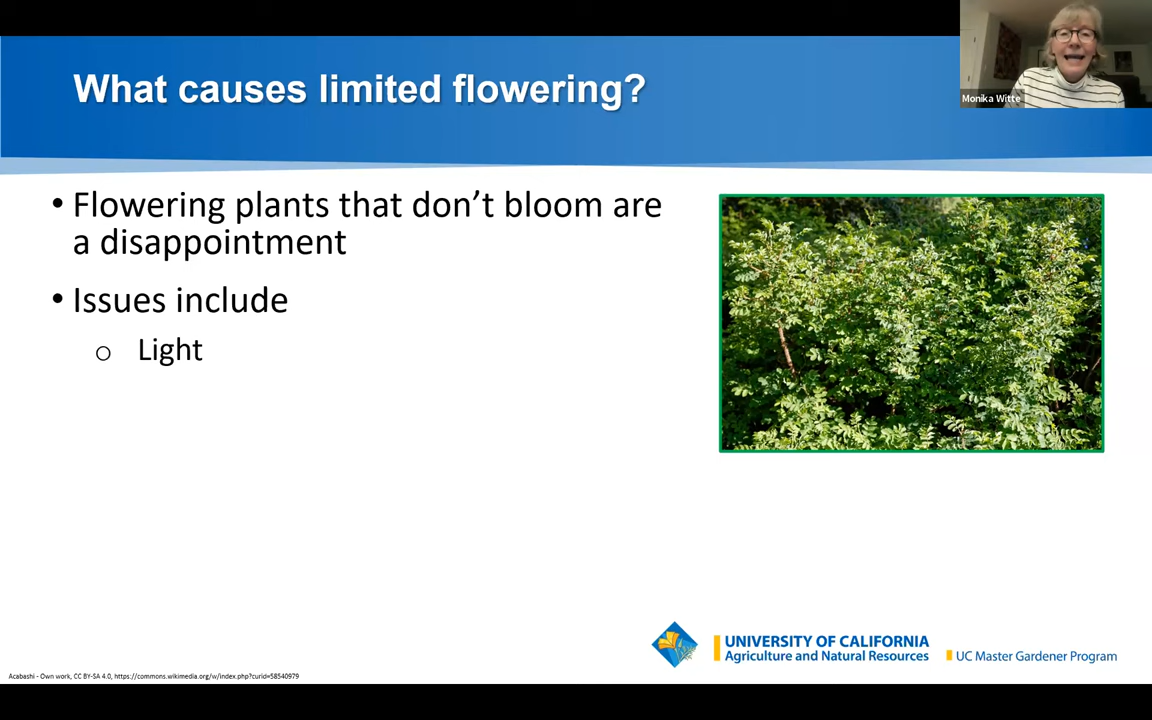 What causes limited flowering?
Monika Witte
• Flowering plants that don't bloom are
a disappointment
• Issues include
o Light
UNIVERSITY OF CALIFORNIA
Agriculture and Natural Resources
UC Master Gardener Program
Acabashi - Own work, CC BY-SA 4.0, https://commons.wikimedia.org/w/index.php?curid=58540979